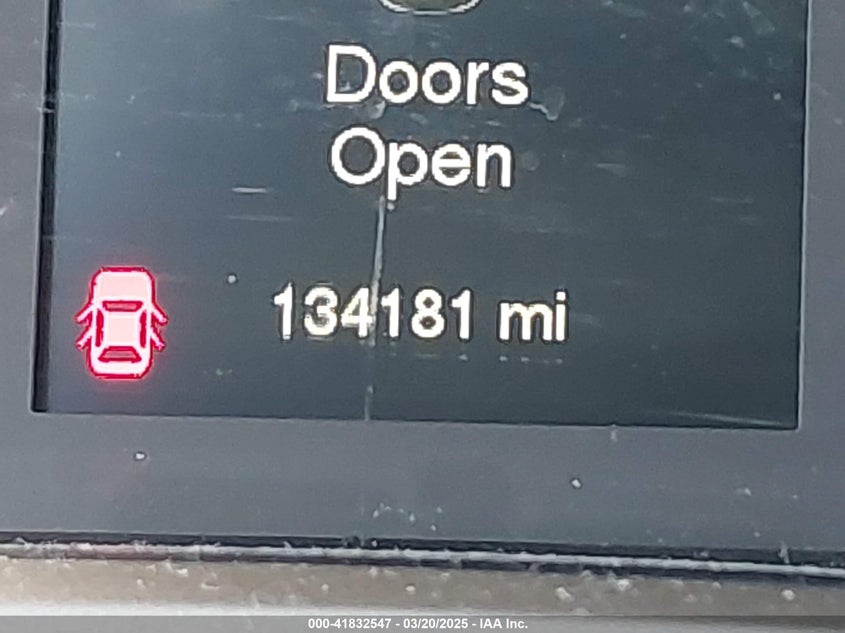 Doors
Open
134181 mi
000-41832547 - 03/20/2025 - IAA Inc.